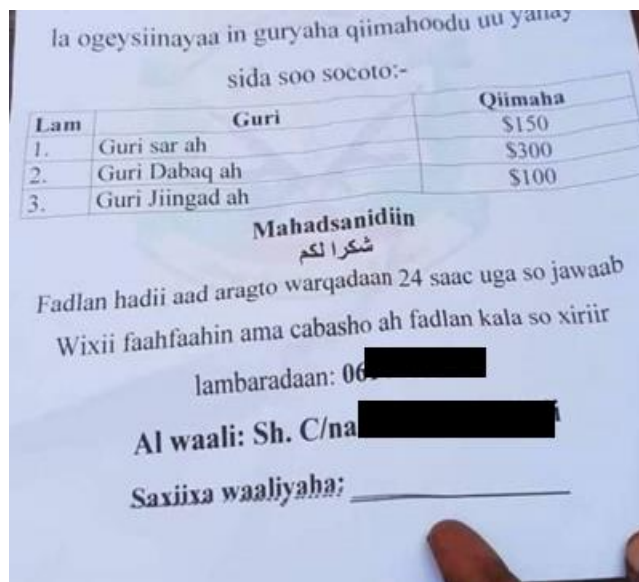 la ogeysiinayaa in guryaha qiimahoodu uu yahay
sida soo socoto:-
Lam Guri Qiimaha
1. Guri sar ah $150
2. Guri Dabaq ah $300
3. Guri Jiingad ah $100
Mahadsanidiin
شكرا لكم
Fadlan hadii aad aragto warqadaan 24 saac uga so jawaab
Wixii faahfaahin ama cabasho ah fadlan kala so xiriir
lambaradaan: 06
Al waali: Sh. C/na
Saxiixa waaliyaha: